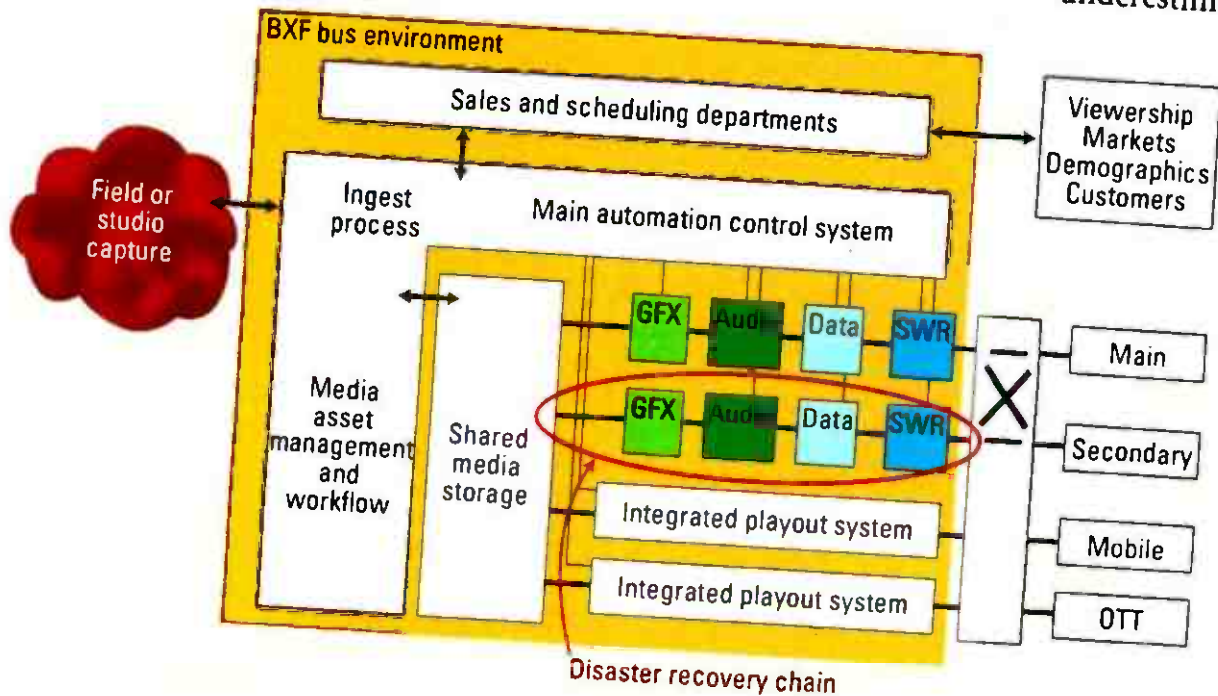 BXF bus environment
Sales and scheduling departments
Viewership
Markets
Demographics
Customers
Field or
studio
capture
Ingest
process
Main automation control system
GFX
Data
SWR
Main
Media
asset
management
and
workflow
Shared
media
storage
GFX
Data
SWR
Secondary
Integrated playout system
Mobile
Integrated playout system
OTT
Disaster recovery chain